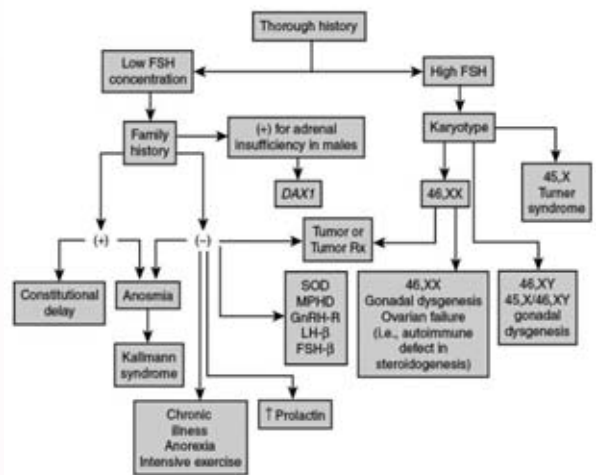 Thorough history
Low FSH
concentration
High FSH
Family
history
(+) for adrenal
insufficiency in males
Karyotype
DAX1
46,XX
45,X
Turner
syndrome
(+)
(−)
Tumor or
Tumor Rx
Constitutional
delay
Anosmia
SOD
MPHD
GnRH-R
LH-β
FSH-β
46,XX
Gonadal dysgenesis
Ovarian failure
(i.e., autoimmune
defect in
steroidogenesis)
46,XY
45,X/46,XY
gonadal
dysgenesis
Kallmann
syndrome
Chronic
illness
Anorexia
Intensive exercise
↑ Prolactin